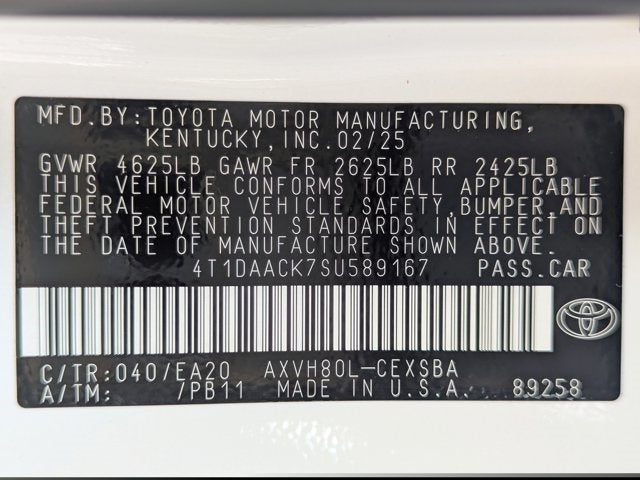 MFD.BY:TOYOTA MOTOR MANUFACTURING,
KENTUCKY,INC.02/25
GVWR 4625LB GAWR FR 2625LB RR 2425LB
THIS VEHICLE CONFORMS TO ALL APPLICABLE
FEDERAL MOTOR VEHICLE SAFETY,BUMPER,AND
THEFT PREVENTION STANDARDS IN EFFECT ON
THE DATE OF MANUFACTURE SHOWN ABOVE.
4T1DAACK7SU589167 PASS.CAR
C/TR:040/EA20 AXVH80L-CEXSBA
A/TM: /PB11 MADE IN U.S.A. 89258